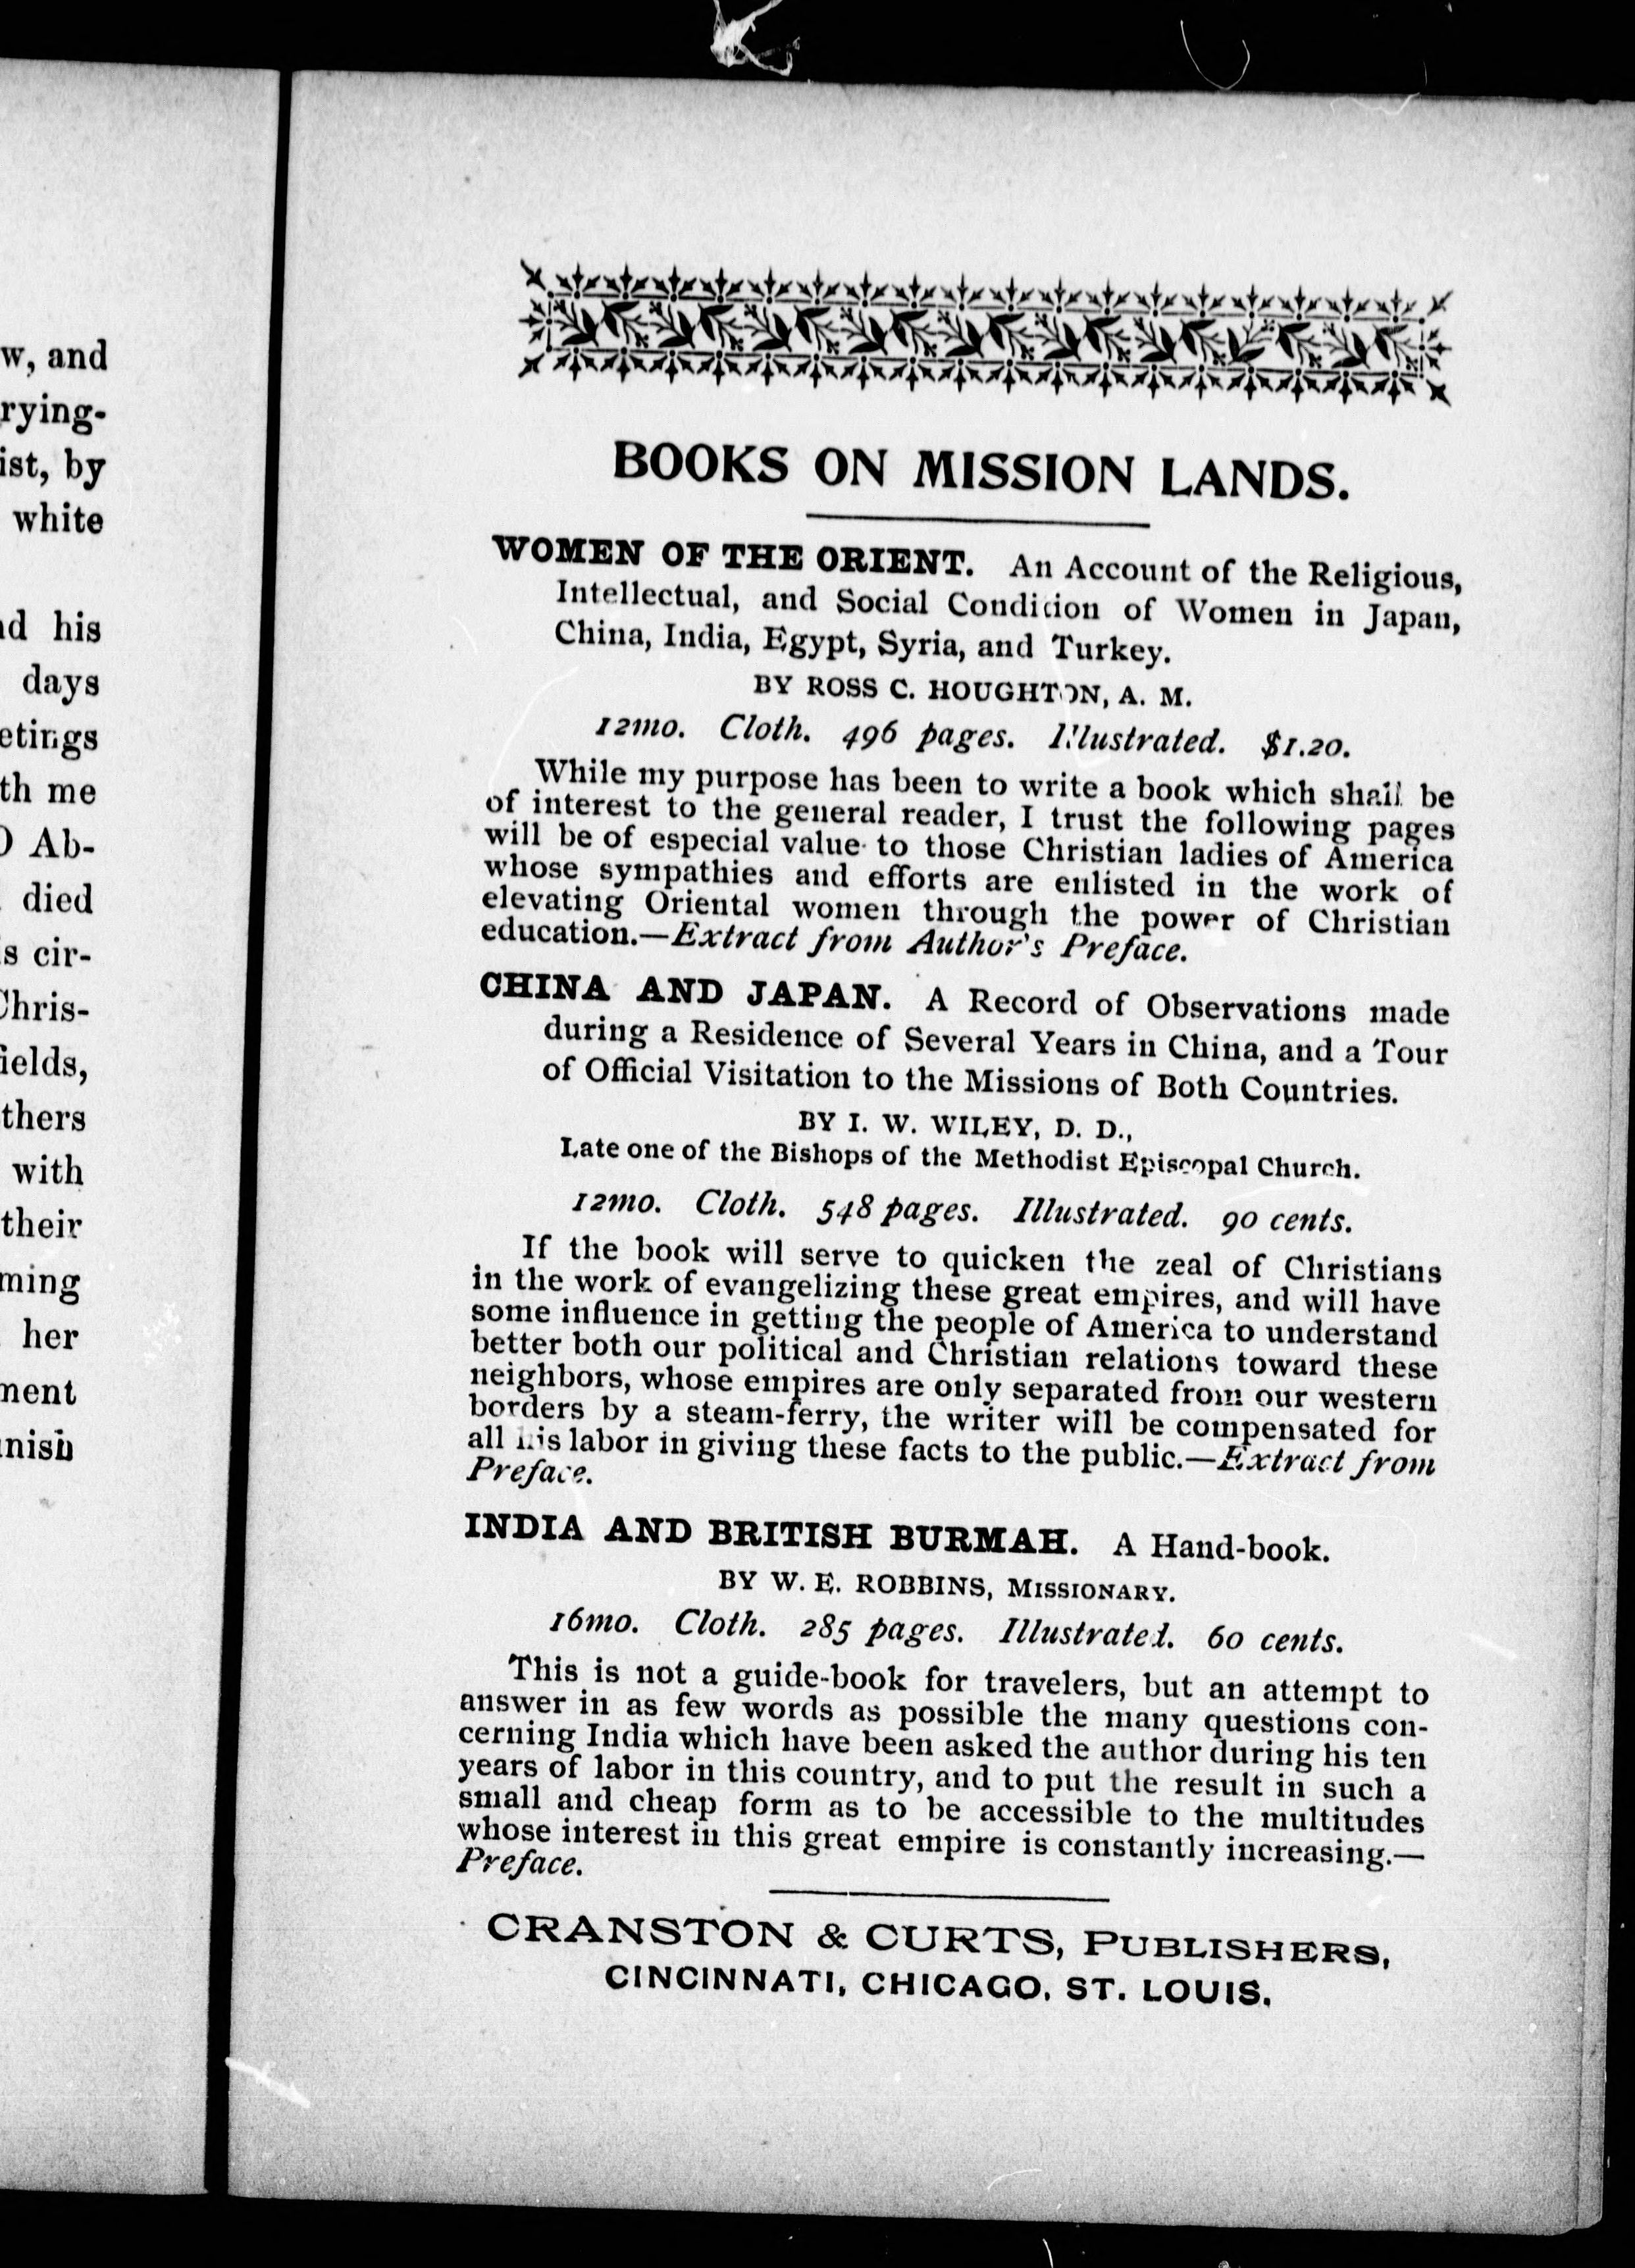 w, and
rying-
ist, by
white
nd his
days
etings
th me
Ab-
died
s cir-
Chris-
ields,
thers
with
their
ming
her
ment
nish
BOOKS ON MISSION LANDS.
WOMEN OF THE ORIENT. An Account of the Religious,
Intellectual, and Social Condition of Women in Japan,
China, India, Egypt, Syria, and Turkey.
BY ROSS C. HOUGHTON, A. M.
12mo. Cloth. 496 pages. Illustrated. $1.20.
While my purpose has been to write a book which shall be
of interest to the general reader, I trust the following pages
will be of especial value to those Christian ladies of America
whose sympathies and efforts are enlisted in the work of
elevating Oriental women through the power of Christian
education.—Extract from Author's Preface.
CHINA AND JAPAN. A Record of Observations made
during a Residence of Several Years in China, and a Tour
of Official Visitation to the Missions of Both Countries.
BY I. W. WILEY, D. D.,
Late one of the Bishops of the Methodist Episcopal Church.
12mo. Cloth. 548 pages. Illustrated. 90 cents.
If the book will serve to quicken the zeal of Christians
in the work of evangelizing these great empires, and will have
some influence in getting the people of America to understand
better both our political and Christian relations toward these
neighbors, whose empires are only separated from our western
borders by a steam-ferry, the writer will be compensated for
all his labor in giving these facts to the public.—Extract from
Preface.
INDIA AND BRITISH BURMAH. A Hand-book.
BY W. E. ROBBINS, MISSIONARY.
16mo. Cloth. 285 pages. Illustrated. 60 cents.
This is not a guide-book for travelers, but an attempt to
answer in as few words as possible the many questions con-
cerning India which have been asked the author during his ten
years of labor in this country, and to put the result in such a
small and cheap form as to be accessible to the multitudes
whose interest in this great empire is constantly increasing.—
Preface.
CRANSTON & CURTS, PUBLISHERS,
CINCINNATI, CHICAGO, ST. LOUIS.